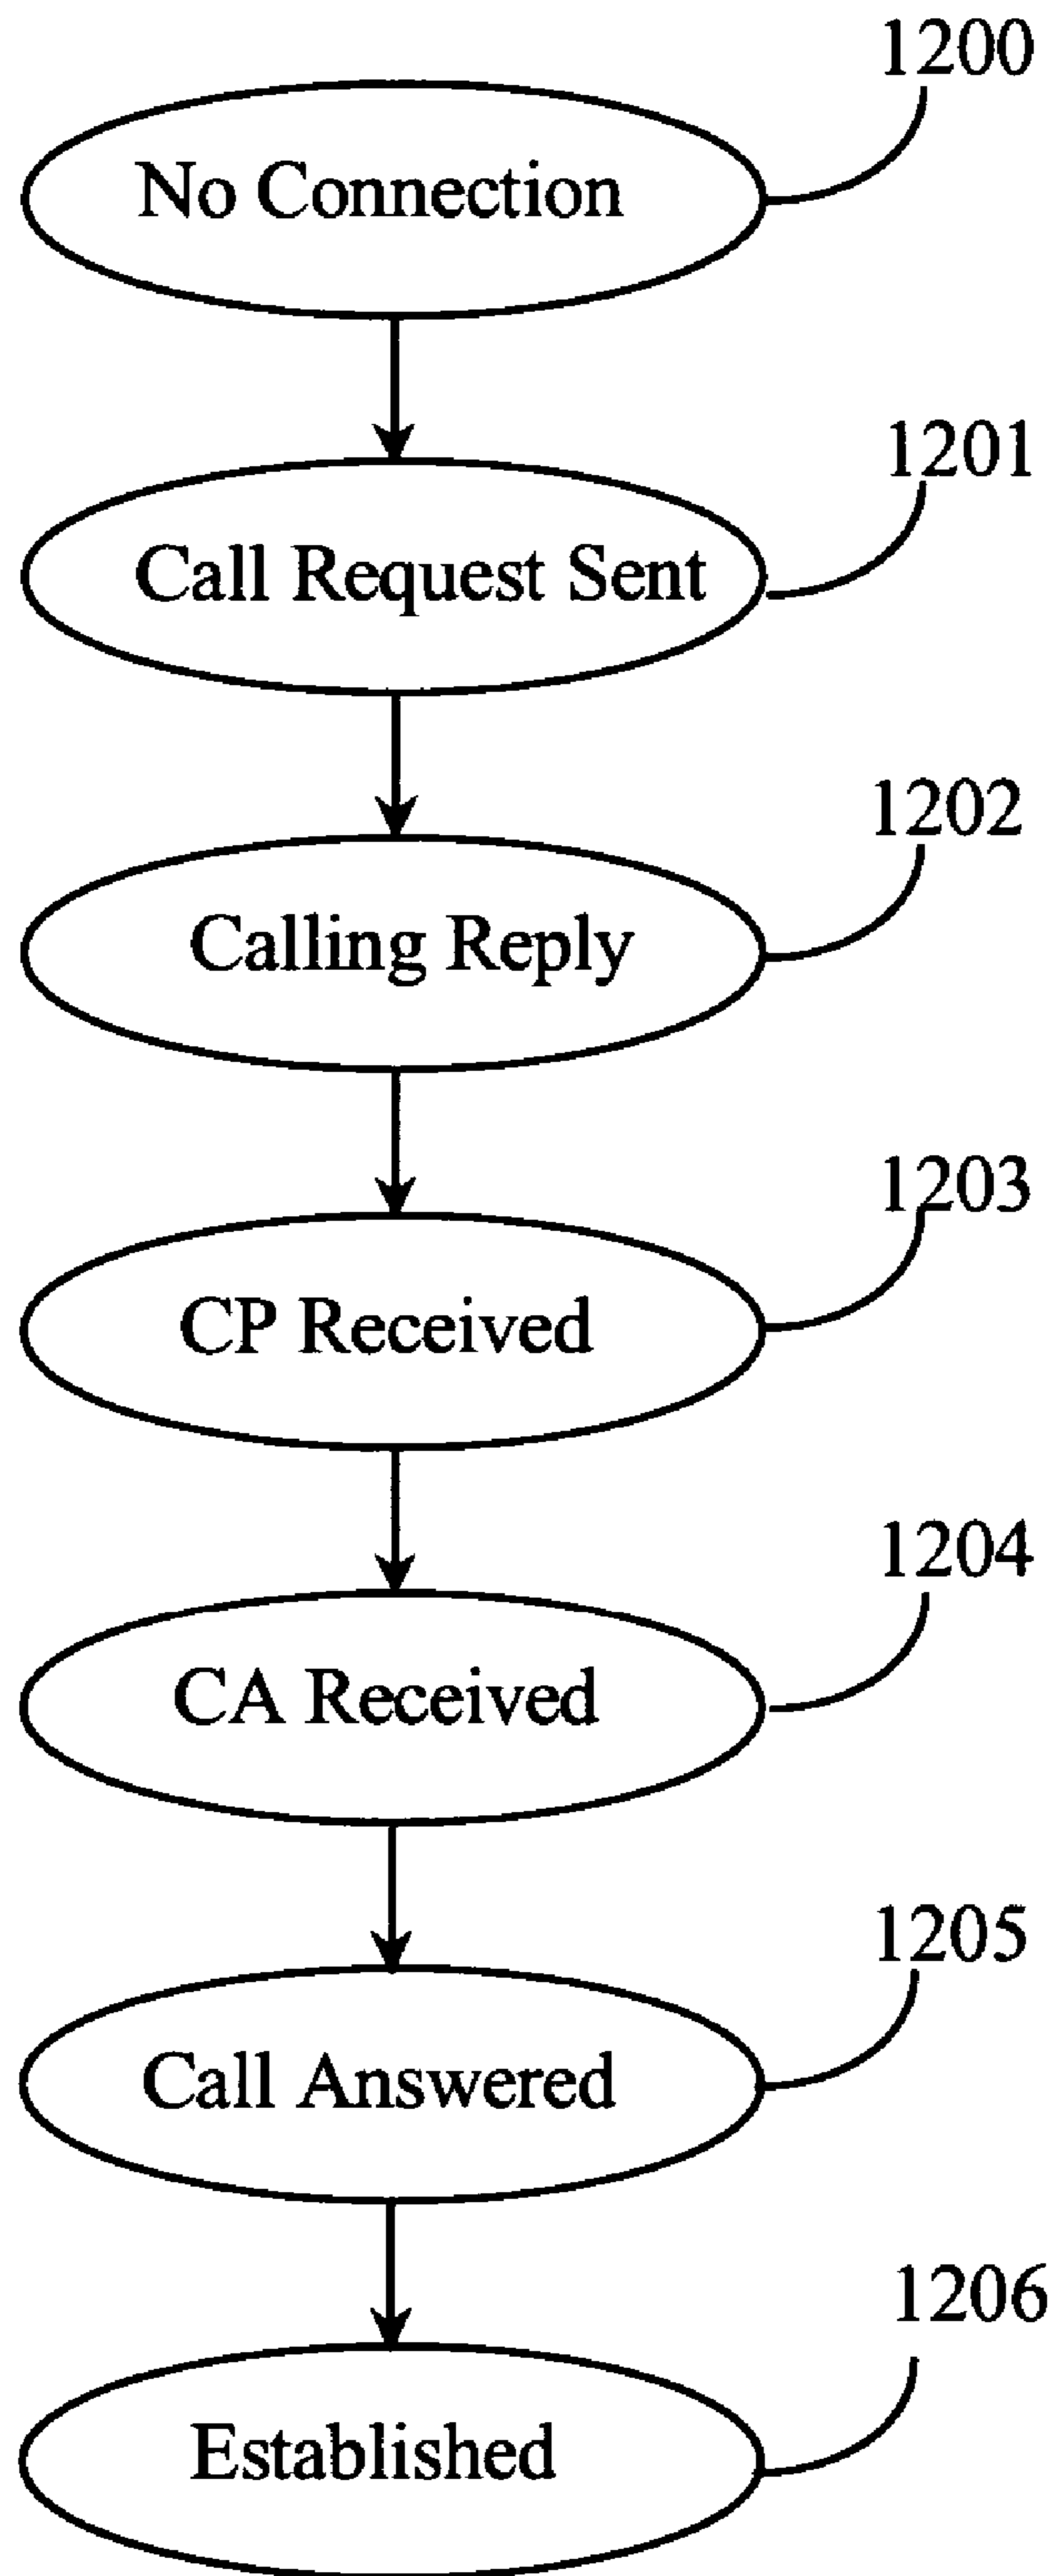 1200
No Connection
1201
Call Request Sent
1202
Calling Reply
1203
CP Received
1204
CA Received
1205
Call Answered
1206
Established